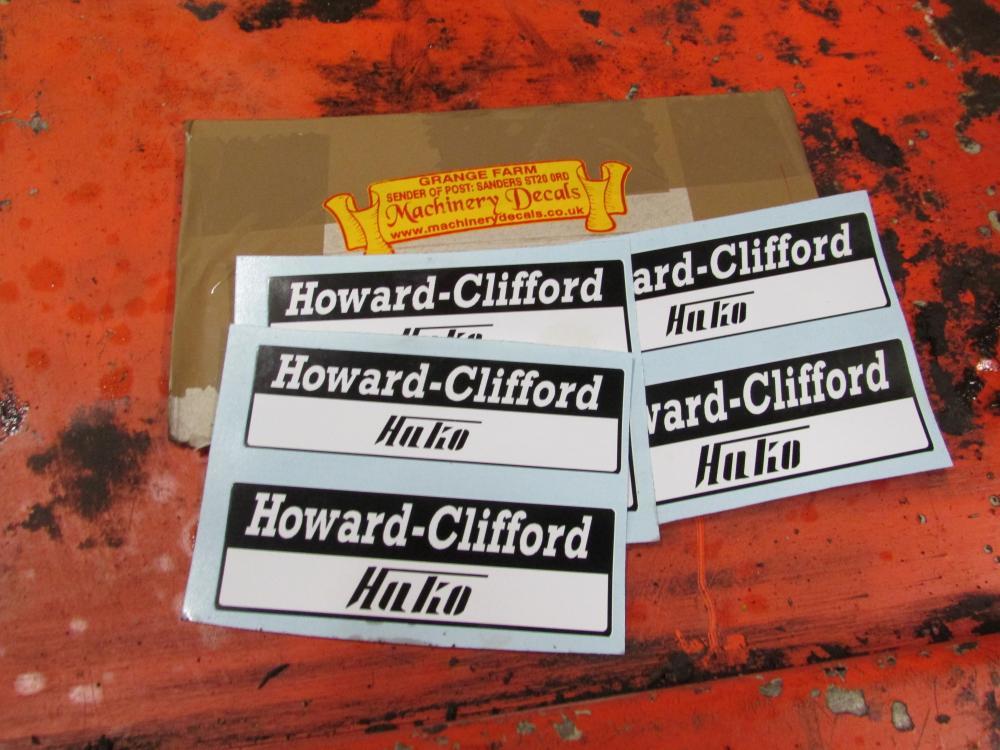 GRANGE FARM
SENDER OF POST: SANDERS ST20 0RD
Machinery Decals
www.machinerydecals.co.uk
Howard-Clifford
Hako
ard-Clifford
Hako
ward-Clifford
Hako
Howard-Clifford
Hako
Howard-Clifford
Hako